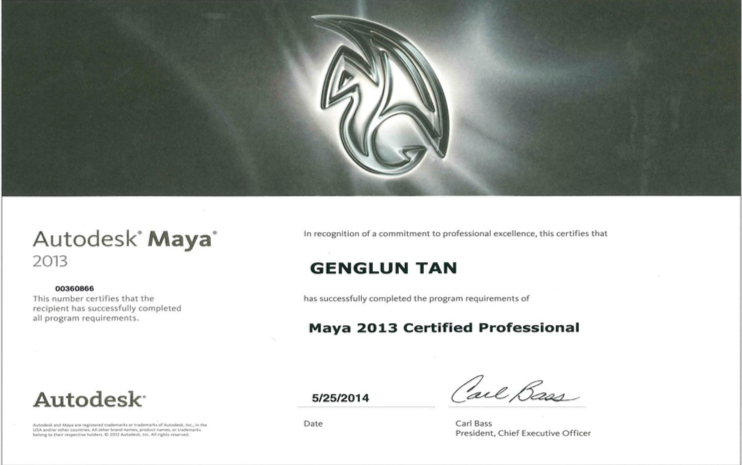 Autodesk® Maya®
2013
00360866
This number certifies that the
recipient has successfully completed
all program requirements.
Autodesk®
Autodesk and Maya are registered trademarks or trademarks of Autodesk, Inc., in the
USA and/or other countries. All other brand names, product names, or trademarks
belong to their respective holders. © 2012 Autodesk, Inc. All rights reserved.
In recognition of a commitment to professional excellence, this certifies that
GENGLUN TAN
has successfully completed the program requirements of
Maya 2013 Certified Professional
5/25/2014
Date
Carl Bass
Carl Bass
President, Chief Executive Officer